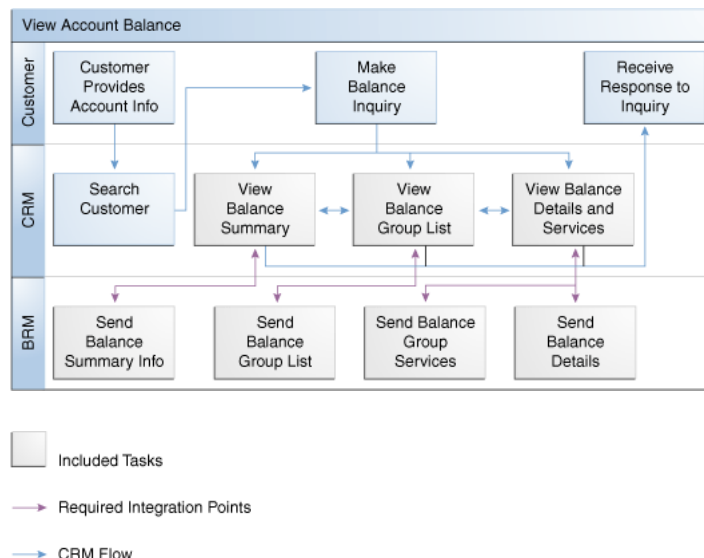 View Account Balance
Customer
Customer
Provides
Account Info
Make
Balance
Inquiry
Receive
Response to
Inquiry
CRM
Search
Customer
View
Balance
Summary
View
Balance
Group List
View Balance
Details and
Services
BRM
Send
Balance
Summary Info
Send
Balance
Group List
Send Balance
Group
Services
Send
Balance
Details
Included Tasks
Required Integration Points
CRM Flow